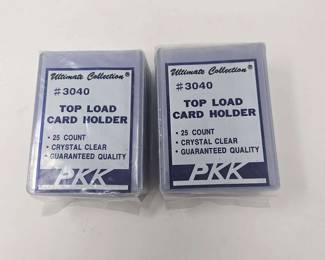 Ultimate Collection®
#3040
TOP LOAD
CARD HOLDER
• 25 COUNT
• CRYSTAL CLEAR
• GUARANTEED QUALITY
PKK
Ultimate Collection®
#3040
TOP LOAD
CARD HOLDER
• 25 COUNT
• CRYSTAL CLEAR
• GUARANTEED QUALITY
PKK